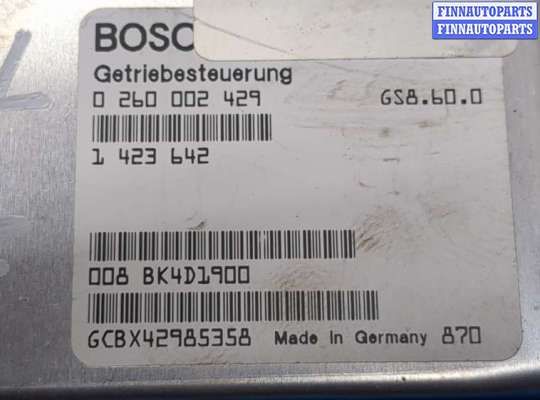 FINNAUTOPARTS
FINNAUTOPARTS
BOSC
Getriebesteuerung
0 260 002 429 GS8.60.0
1 423 642
008 BK4D1900
GCBX42985358 Made in Germany 870